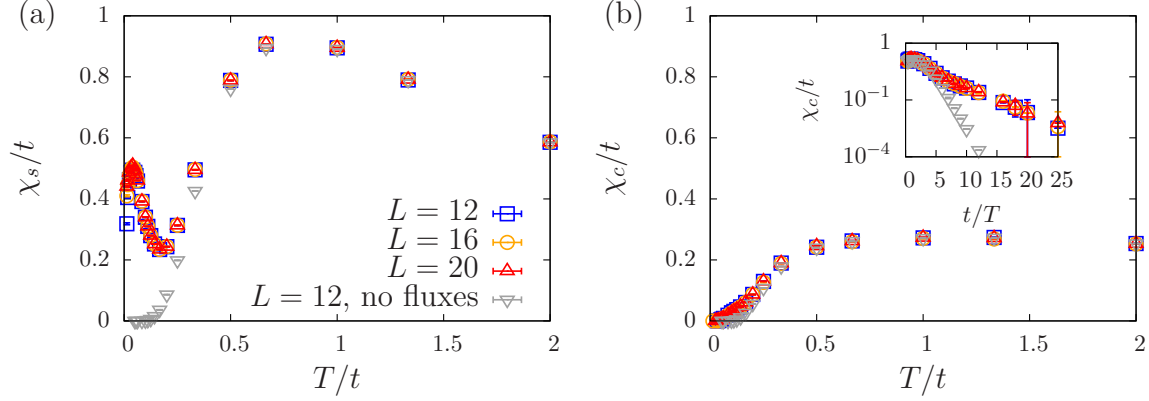 (a)
χs/t
1
0.8
0.6
0.4
0.2
0
0
0.5
1
1.5
2
T/t
L = 12
L = 16
L = 20
L = 12, no fluxes
(b)
χc/t
1
0.8
0.6
0.4
0.2
0
0
0.5
1
1.5
2
T/t
χc/t
1
10⁻¹
10⁻⁴
0
5
10
15
20
25
t/T